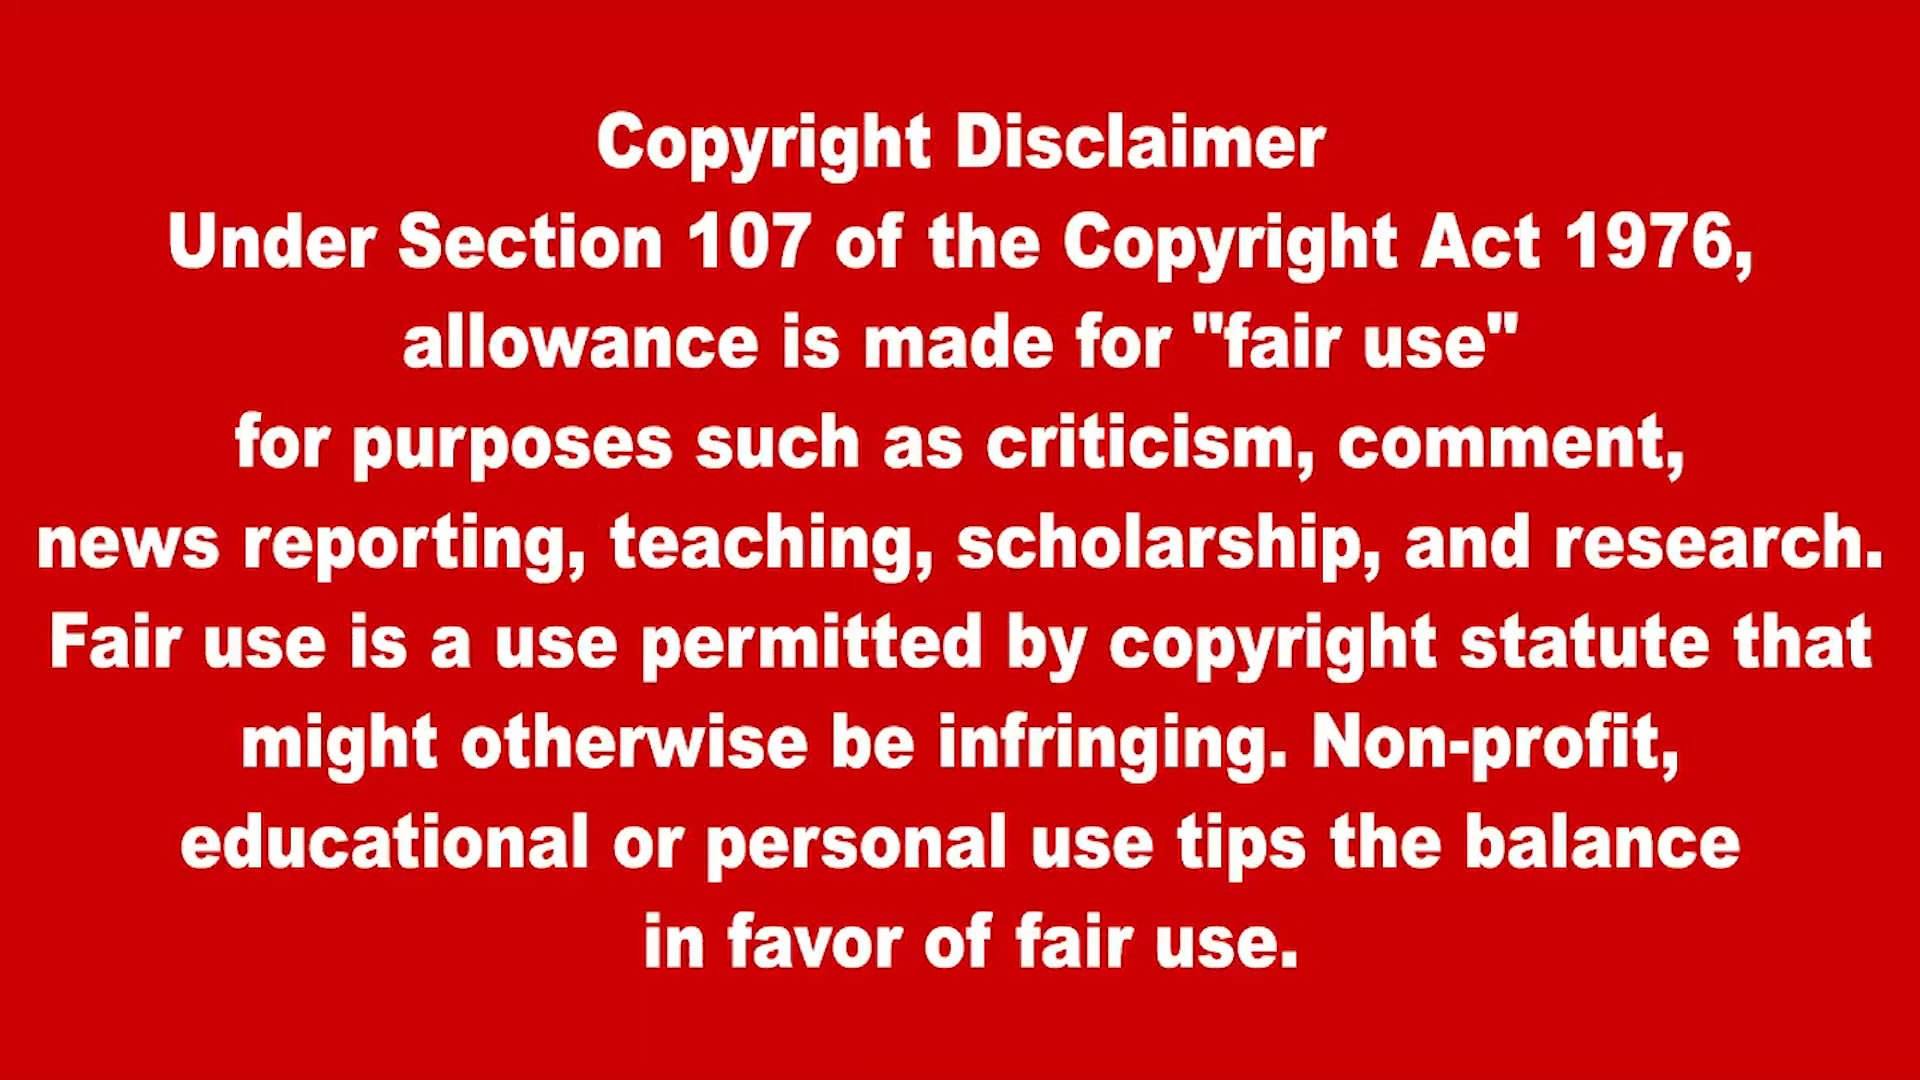 Copyright Disclaimer
Under Section 107 of the Copyright Act 1976,
allowance is made for "fair use"
for purposes such as criticism, comment,
news reporting, teaching, scholarship, and research.
Fair use is a use permitted by copyright statute that
might otherwise be infringing. Non-profit,
educational or personal use tips the balance
in favor of fair use.